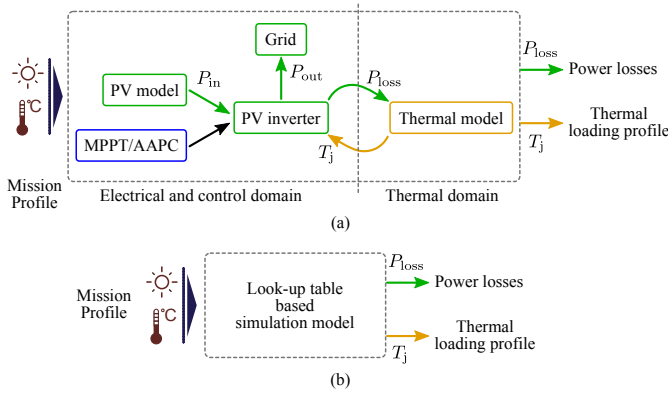 (a)
Grid
P_loss
Power losses
P_in
P_out
P_loss
°C
PV model
PV inverter
Thermal model
Thermal
loading profile
MPPT/AAPC
T_j
T_j
Mission
Profile
Electrical and control domain
Thermal domain
(a)
P_loss
Power losses
Mission
Profile
°C
Look-up table
based
simulation model
Thermal
loading profile
T_j
(b)